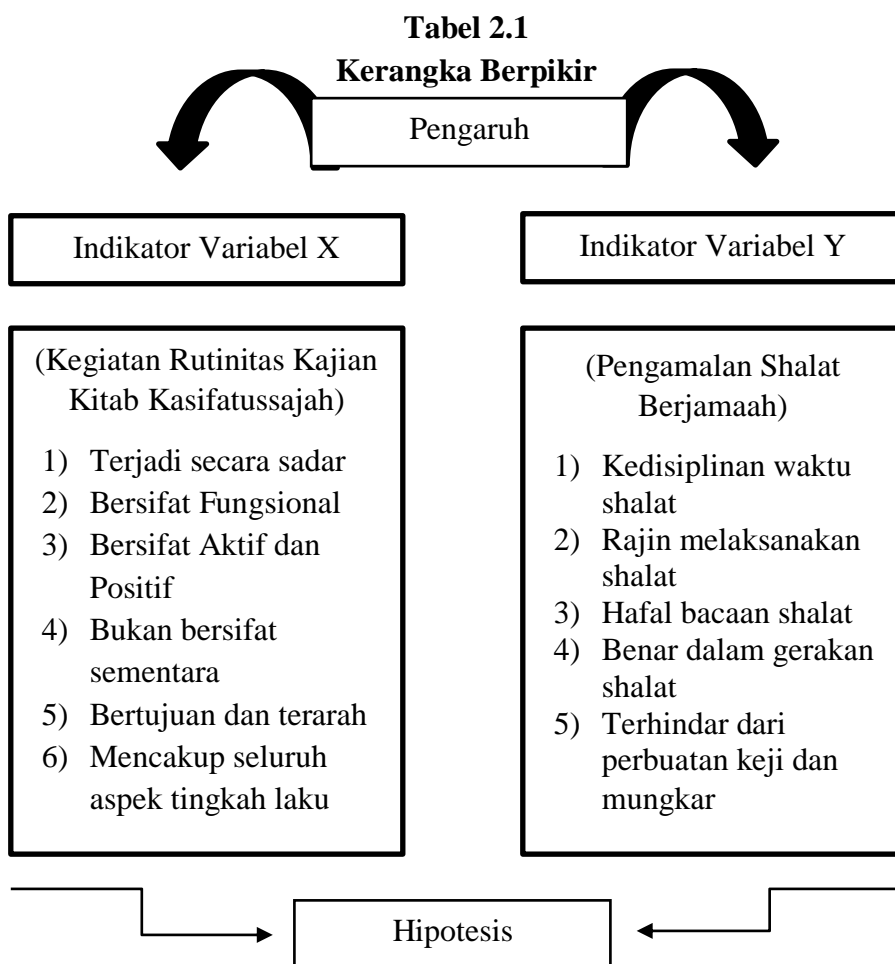 Tabel 2.1
Kerangka Berpikir
Pengaruh
Indikator Variabel X
(Kegiatan Rutinitas Kajian
Kitab Kasifatussajah)
1) Terjadi secara sadar
2) Bersifat Fungsional
3) Bersifat Aktif dan
Positif
4) Bukan bersifat
sementara
5) Bertujuan dan terarah
6) Mencakup seluruh
aspek tingkah laku
Indikator Variabel Y
(Pengamalan Shalat
Berjamaah)
1) Kedisiplinan waktu
shalat
2) Rajin melaksanakan
shalat
3) Hafal bacaan shalat
4) Benar dalam gerakan
shalat
5) Terhindar dari
perbuatan keji dan
mungkar
Hipotesis